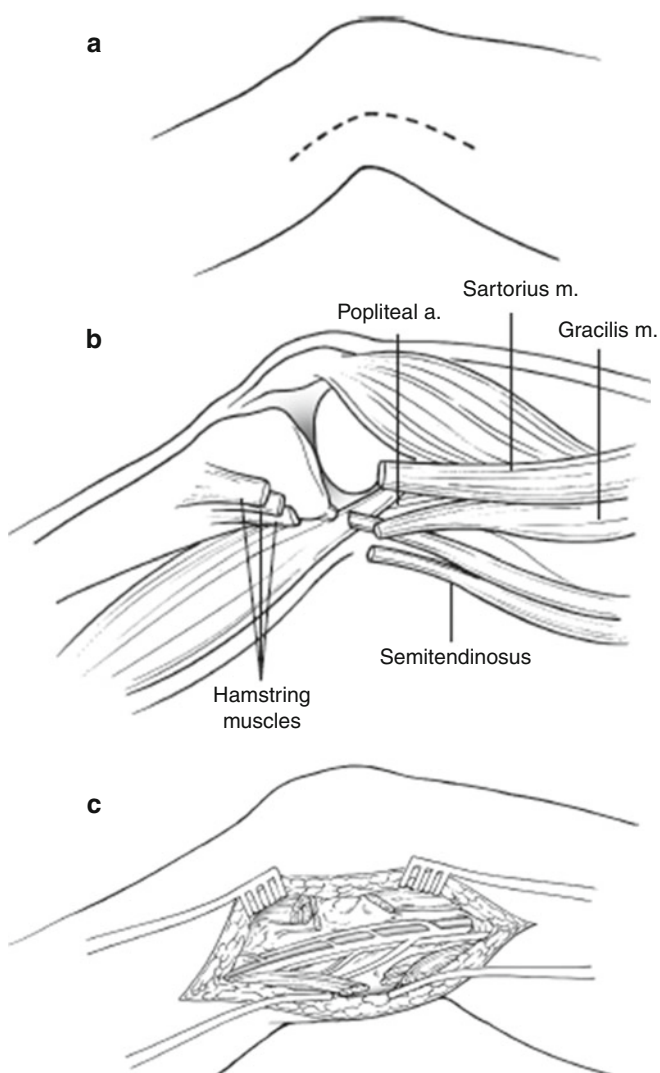 a
Sartorius m.
Popliteal a.
Gracilis m.
b
Semitendinosus
Hamstring
muscles
c